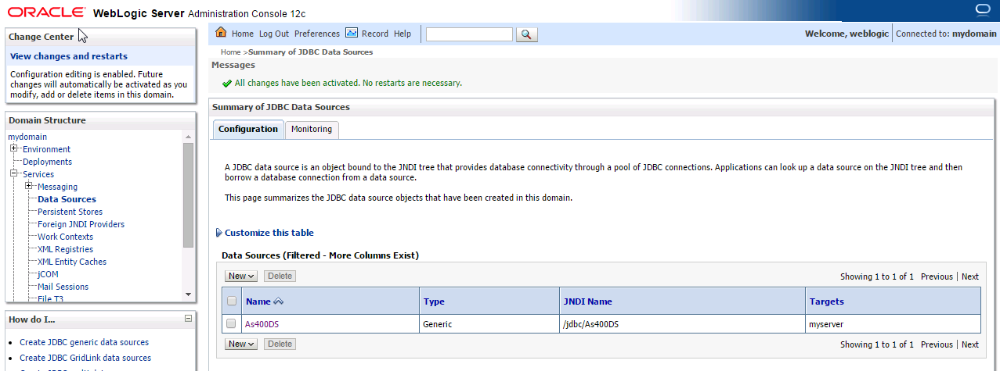 ORACLE® WebLogic Server Administration Console 12c
Change Center
View changes and restarts
Configuration editing is enabled. Future
changes will automatically be activated as you
modify, add or delete items in this domain.
Domain Structure
mydomain
Environment
Deployments
Services
Messaging
Data Sources
Persistent Stores
Foreign JNDI Providers
Work Contexts
XML Registries
XML Entity Caches
jCOM
Mail Sessions
File T3
How do I...
Create JDBC generic data sources
Create JDBC GridLink data sources
Home Log Out Preferences Record Help
Welcome, weblogic Connected to: mydomain
Home >Summary of JDBC Data Sources
Messages
All changes have been activated. No restarts are necessary.
Summary of JDBC Data Sources
Configuration Monitoring
A JDBC data source is an object bound to the JNDI tree that provides database connectivity through a pool of JDBC connections. Applications can look up a data source on the JNDI tree and then
borrow a database connection from a data source.
This page summarizes the JDBC data source objects that have been created in this domain.
Customize this table
Data Sources (Filtered - More Columns Exist)
New Delete Showing 1 to 1 of 1 Previous | Next
Name Type JNDI Name Targets
As400DS Generic /jdbc/As400DS myserver
New Delete Showing 1 to 1 of 1 Previous | Next